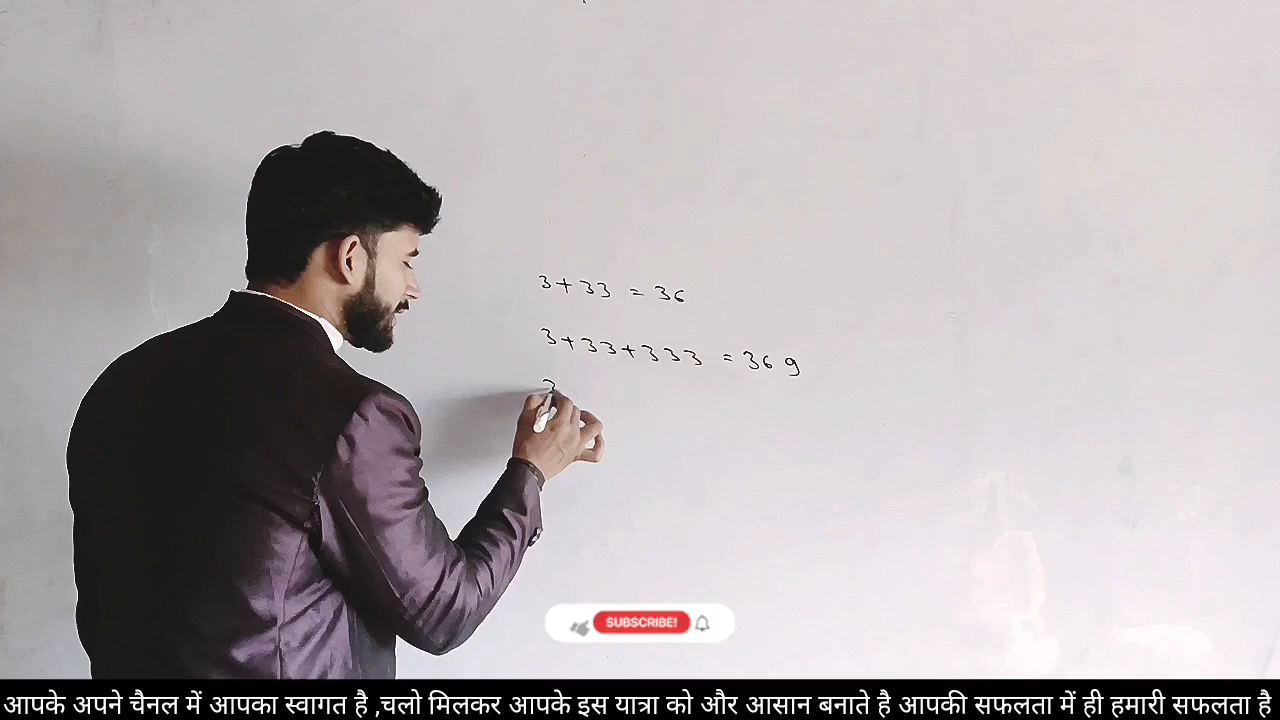 3+33 = 36
3+33+333 = 369
3
SUBSCRIBE!
आपके अपने चैनल में आपका स्वागत है ,चलो मिलकर आपके इस यात्रा को और आसान बनाते है आपकी सफलता में ही हमारी सफलता है